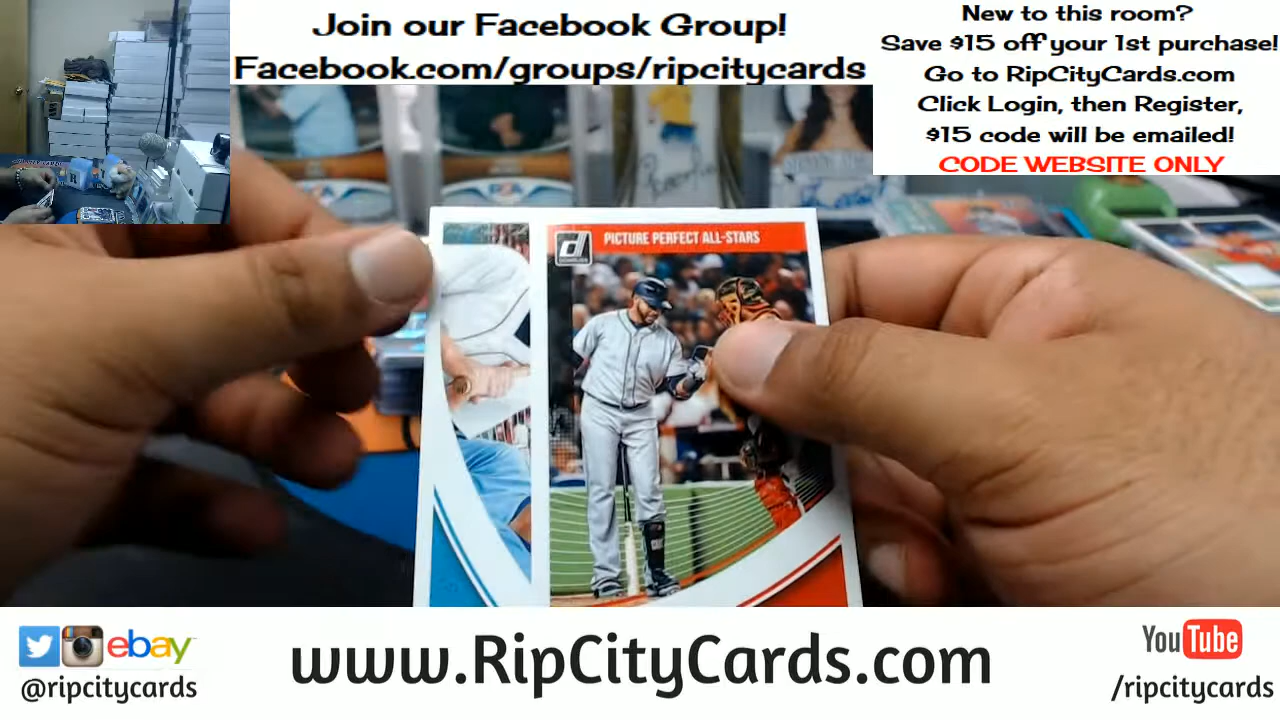 Join our Facebook Group!
Facebook.com/groups/ripcitycards
New to this room?
Save $15 off your 1st purchase!
Go to RipCityCards.com
Click Login, then Register,
$15 code will be emailed!
CODE WEBSITE ONLY
PICTURE PERFECT ALL-STARS
ebay
@ripcitycards
www.RipCityCards.com
YouTube
/ripcitycards